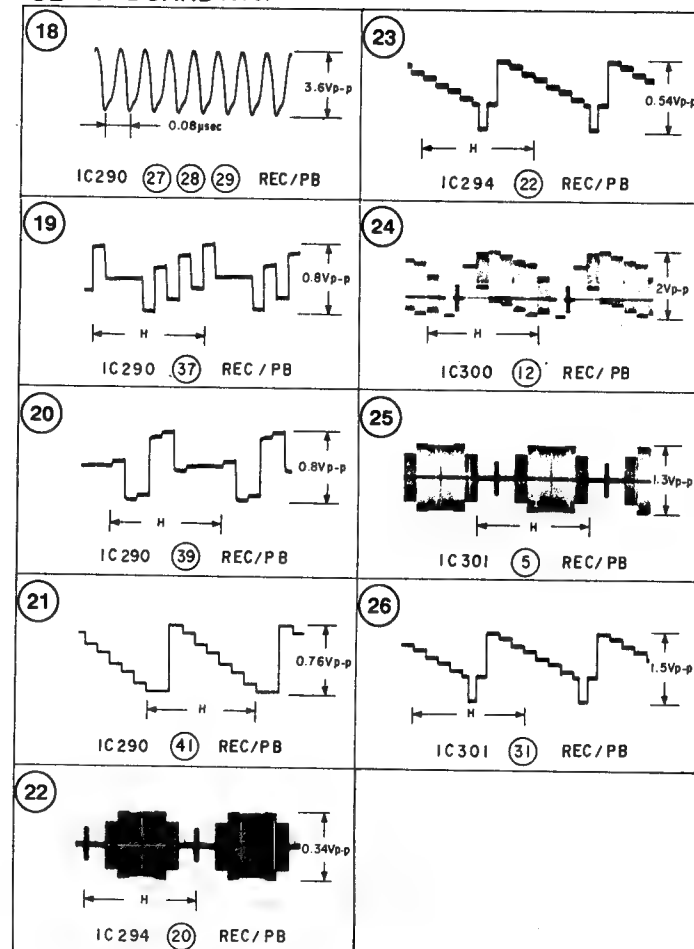 18
3.6Vp-p
0.08μsec
IC290 27 28 29 REC/PB
19
0.8Vp-p
H
IC290 37 REC/PB
20
0.8Vp-p
H
IC290 39 REC/PB
21
0.76Vp-p
H
IC290 41 REC/PB
22
0.34Vp-p
H
IC294 20 REC/PB
23
0.54Vp-p
H
IC294 22 REC/PB
24
2Vp-p
H
IC300 12 REC/PB
25
1.3Vp-p
H
IC301 5 REC/PB
26
1.5Vp-p
H
IC301 31 REC/PB